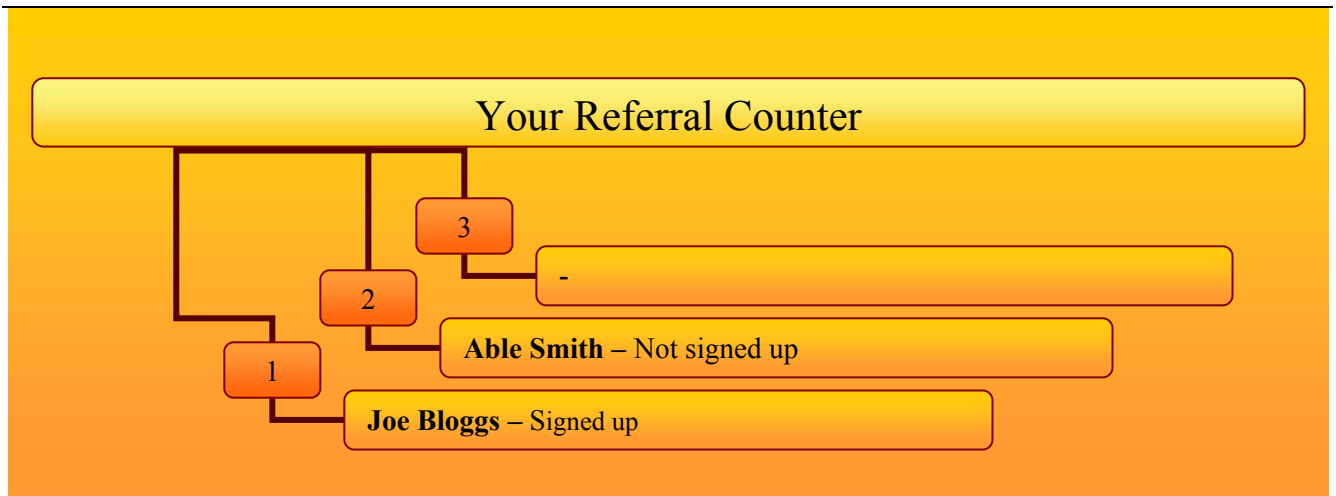 Your Referral Counter
3
-
2
Able Smith – Not signed up
1
Joe Bloggs – Signed up